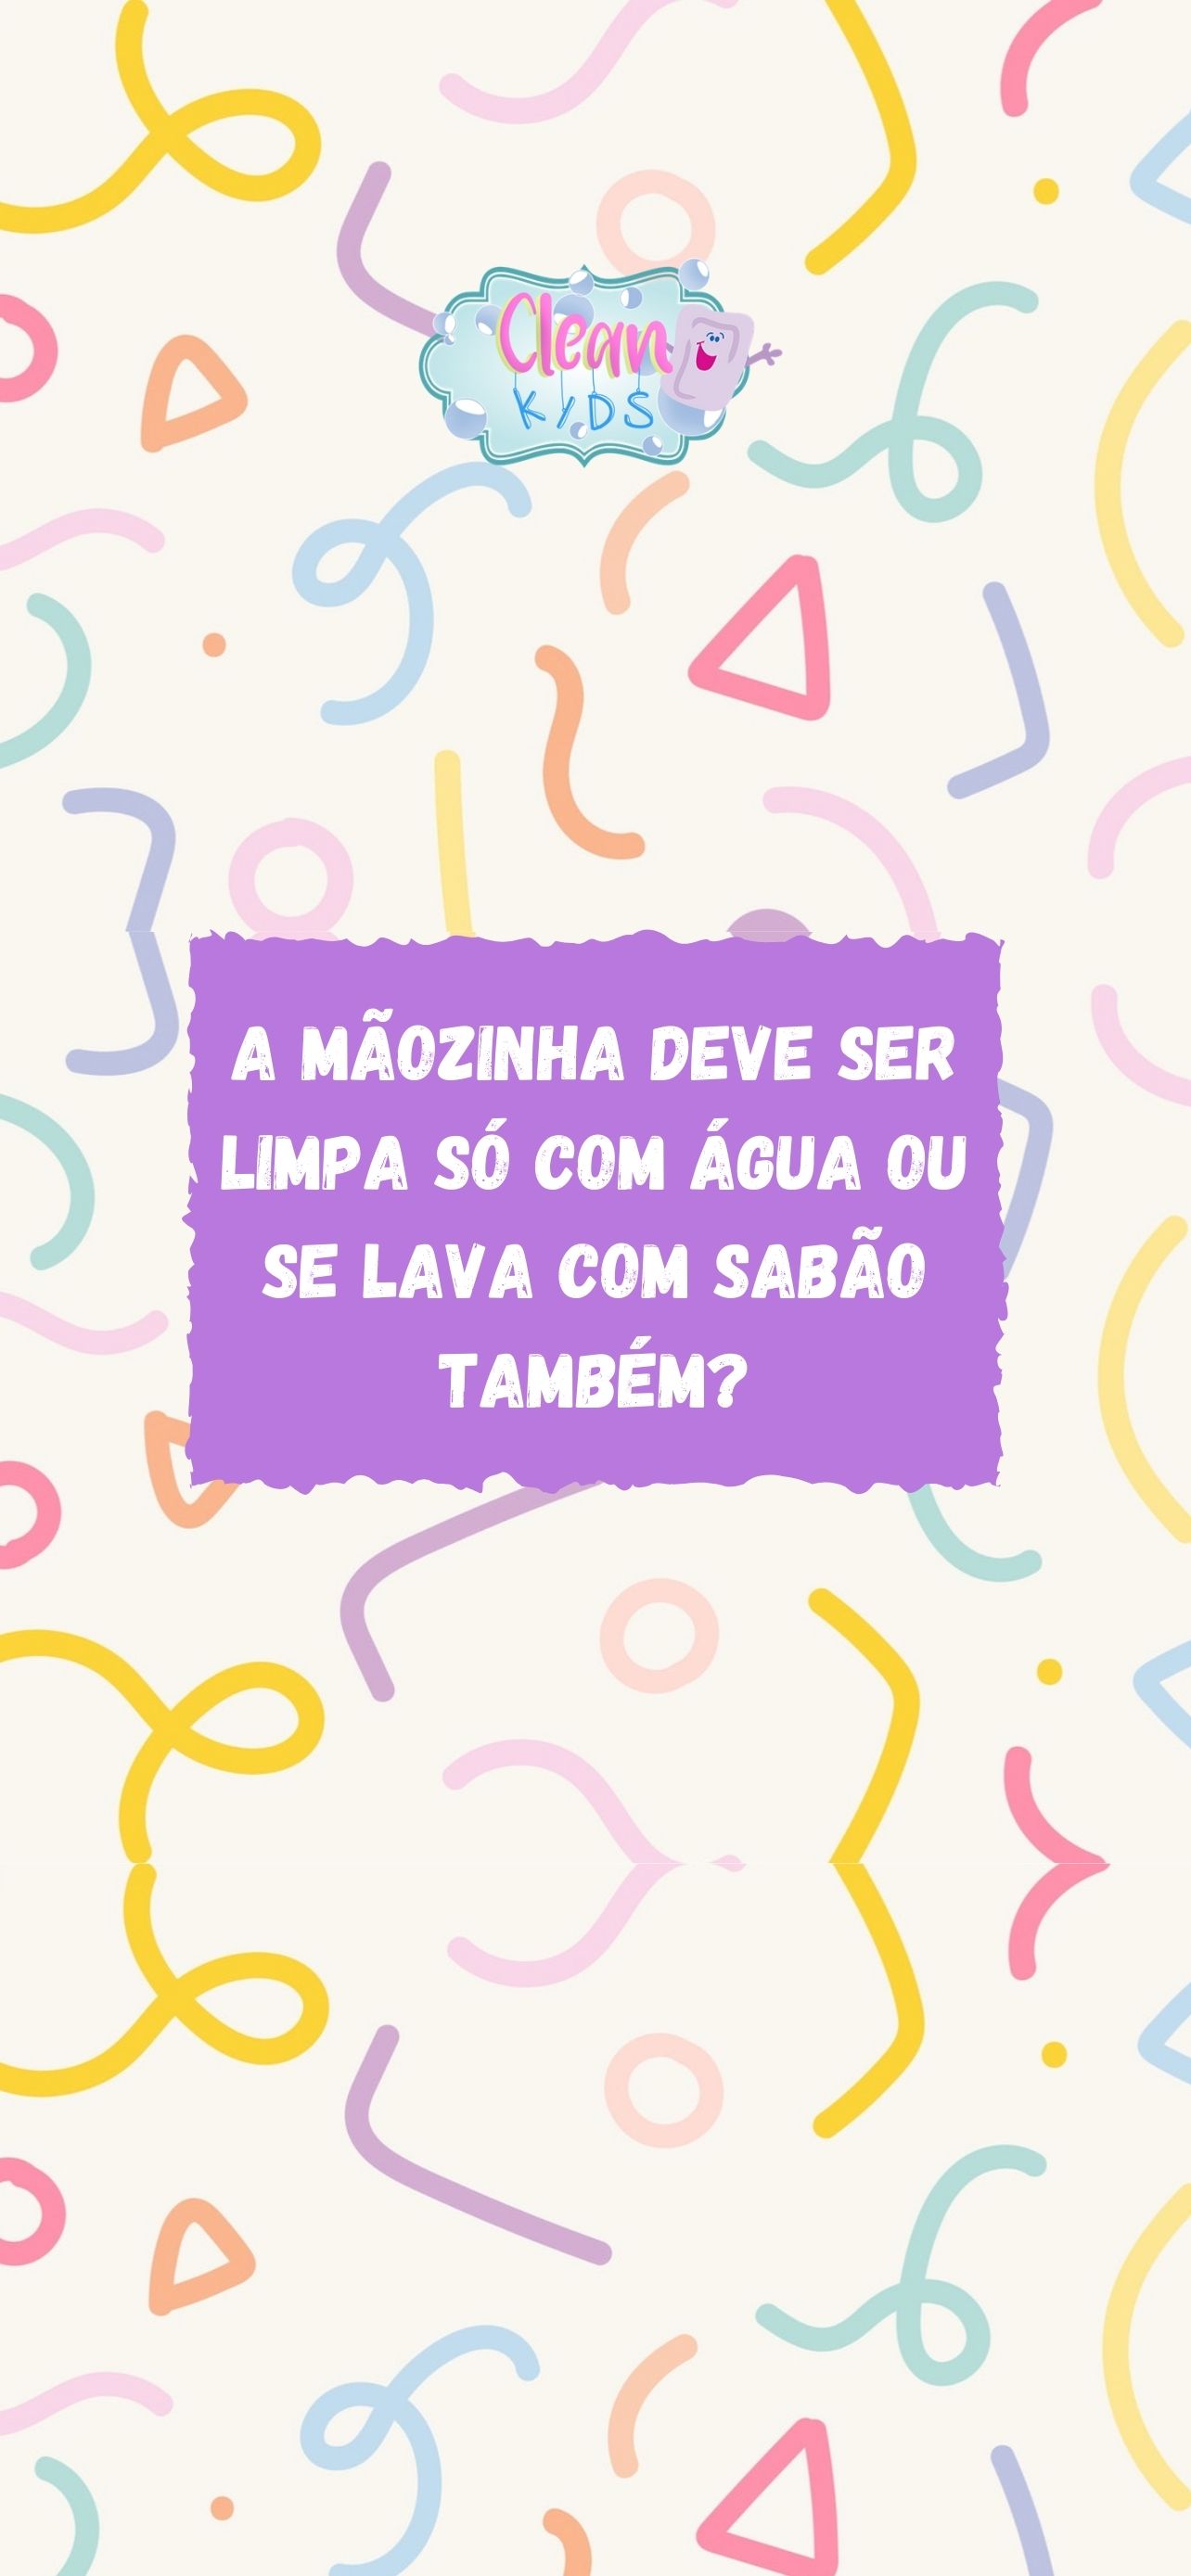 Clean
KIDS
A MÃOZINHA DEVE SER
LIMPA SÓ COM ÁGUA OU
SE LAVA COM SABÃO
TAMBÉM?